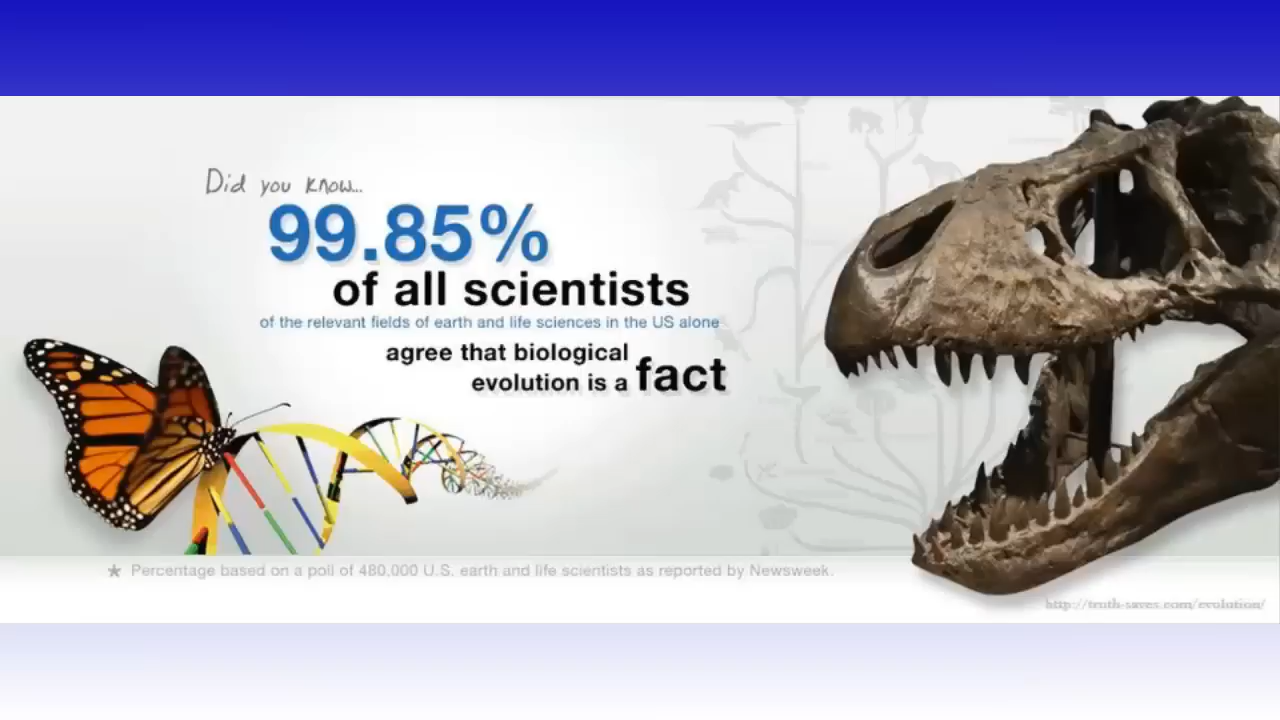 Did you know...
99.85%
of all scientists
of the relevant fields of earth and life sciences in the US alone
agree that biological
evolution is a fact
★ Percentage based on a poll of 480,000 U.S. earth and life scientists as reported by Newsweek.
http://truth-saves.com/evolution/